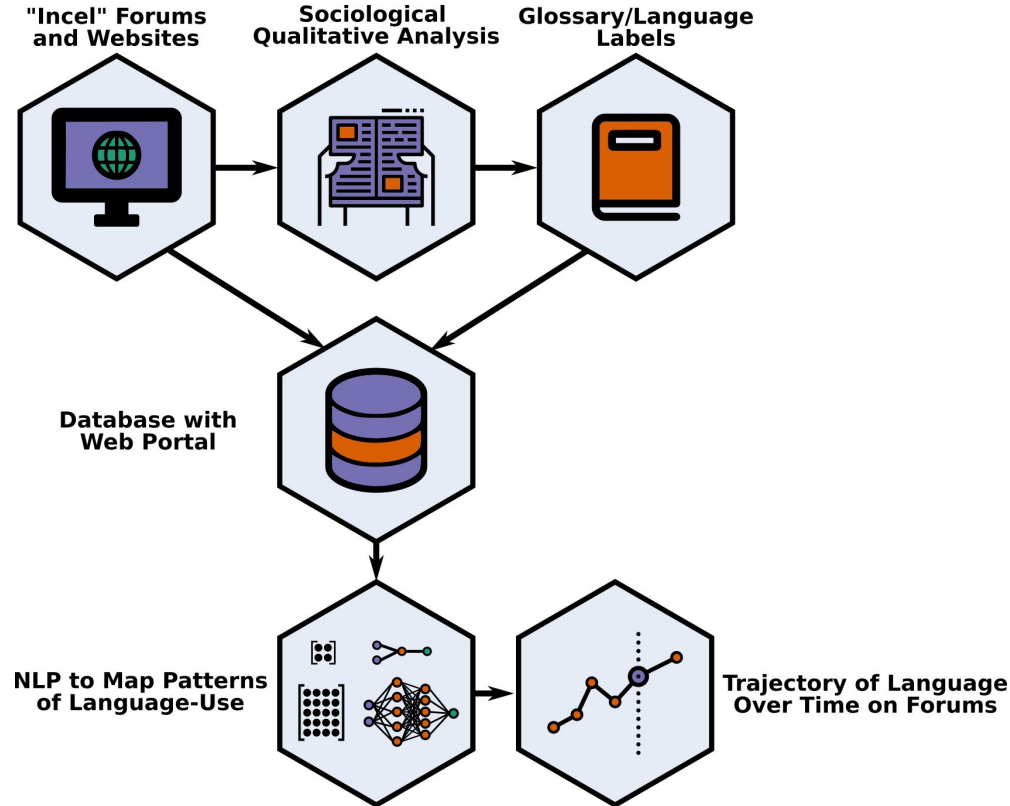 "Incel" Forums
and Websites
Sociological
Qualitative Analysis
Glossary/Language
Labels
Database with
Web Portal
NLP to Map Patterns
of Language-Use
Trajectory of Language
Over Time on Forums